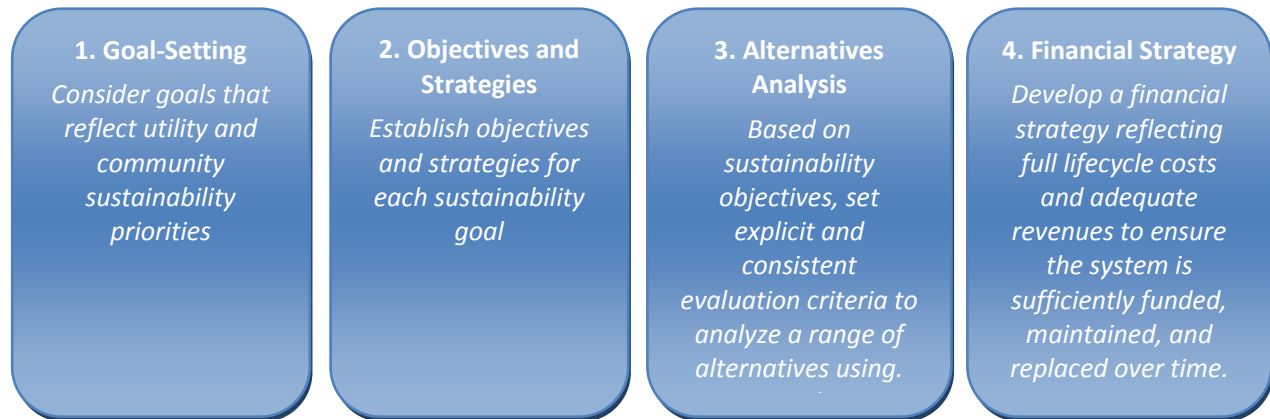 1. Goal-Setting
Consider goals that
reflect utility and
community
sustainability
priorities
2. Objectives and
Strategies
Establish objectives
and strategies for
each sustainability
goal
3. Alternatives
Analysis
Based on
sustainability
objectives, set
explicit and
consistent
evaluation criteria to
analyze a range of
alternatives using.
4. Financial Strategy
Develop a financial
strategy reflecting
full lifecycle costs
and adequate
revenues to ensure
the system is
sufficiently funded,
maintained, and
replaced over time.